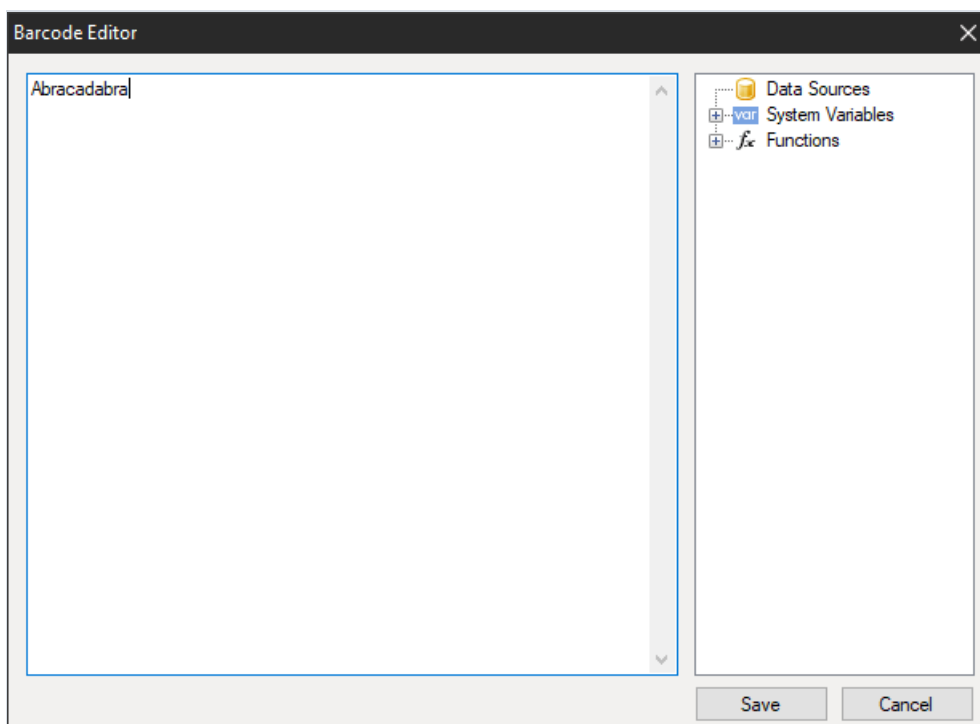 Barcode Editor
Abracadabra
Data Sources
var System Variables
fx Functions
Save Cancel